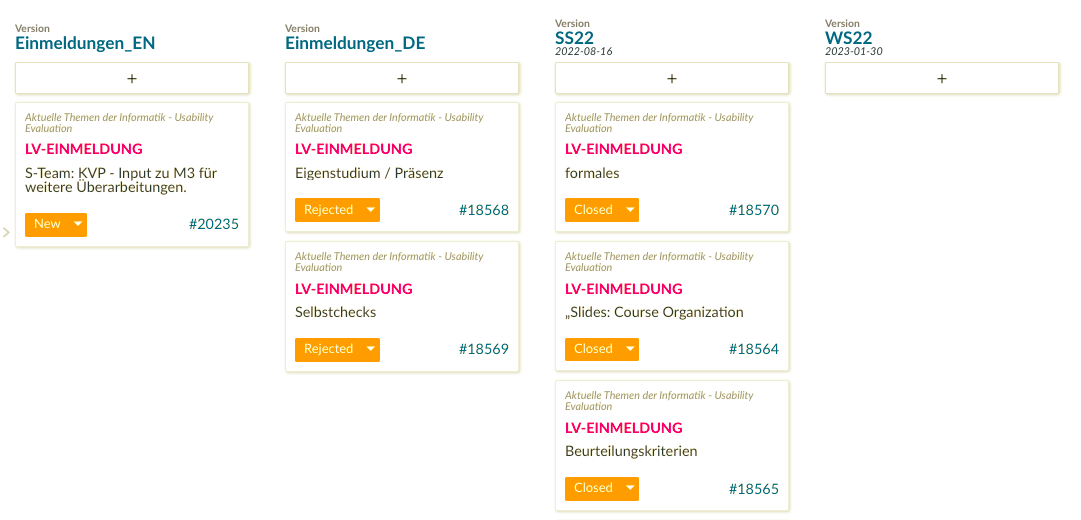 Version
Einmeldungen_EN
+
Aktuelle Themen der Informatik - Usability
Evaluation
LV-EINMELDUNG
S-Team: KVP - Input zu M3 für
weitere Überarbeitungen.
New
#20235
Version
Einmeldungen_DE
+
Aktuelle Themen der Informatik - Usability
Evaluation
LV-EINMELDUNG
Eigenstudium / Präsenz
Rejected
#18568
Aktuelle Themen der Informatik - Usability
Evaluation
LV-EINMELDUNG
Selbstchecks
Rejected
#18569
Version
SS22
2022-08-16
+
Aktuelle Themen der Informatik - Usability
Evaluation
LV-EINMELDUNG
formales
Closed
#18570
Aktuelle Themen der Informatik - Usability
Evaluation
LV-EINMELDUNG
„Slides: Course Organization
Closed
#18564
Aktuelle Themen der Informatik - Usability
Evaluation
LV-EINMELDUNG
Beurteilungskriterien
Closed
#18565
Version
WS22
2023-01-30
+